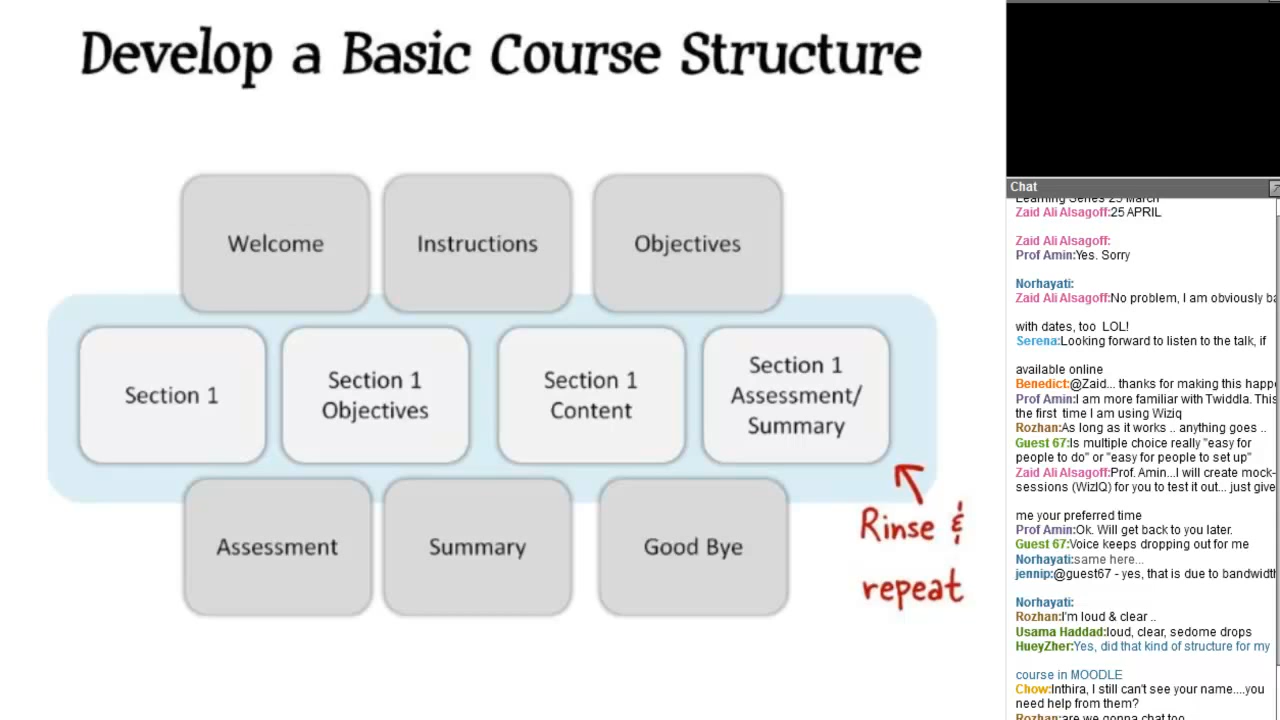 Develop a Basic Course Structure
Welcome
Instructions
Objectives
Section 1
Section 1
Objectives
Section 1
Content
Section 1
Assessment/
Summary
Assessment
Summary
Good Bye
Rinse &
repeat
Chat
Learning Series 25 March
Zaid Ali Alsagoff:25 APRIL
Zaid Ali Alsagoff:
Prof Amin:Yes. Sorry
Norhayati:
Zaid Ali Alsagoff:No problem, I am obviously
with dates, too LOL!
Serena:Looking forward to listen to the talk, if
available online
Benedict:@Zaid... thanks for making this
Prof Amin:I am more familiar with Twiddla. This
the first time I am using Wiziq
Rozhan:As long as it works .. anything goes ..
Guest 67:Is multiple choice really "easy for
people to do" or "easy for people to set up"
Zaid Ali Alsagoff:Prof. Amin...I will create mock-
sessions (WizIQ) for you to test it out... just give
me your preferred time
Prof Amin:Ok. Will get back to you later.
Guest 67:Voice keeps dropping out for me
Norhayati:same here...
jennip:@guest67 - yes, that is due to bandwidth
Norhayati:
Rozhan:I'm loud & clear ..
Usama Haddad:loud, clear, sedome drops
HueyZher:Yes, did that kind of structure for my
course in MOODLE
Chow:Inthira, I still can't see your name....you
need help from them?
Rozhan:are we gonna chat too